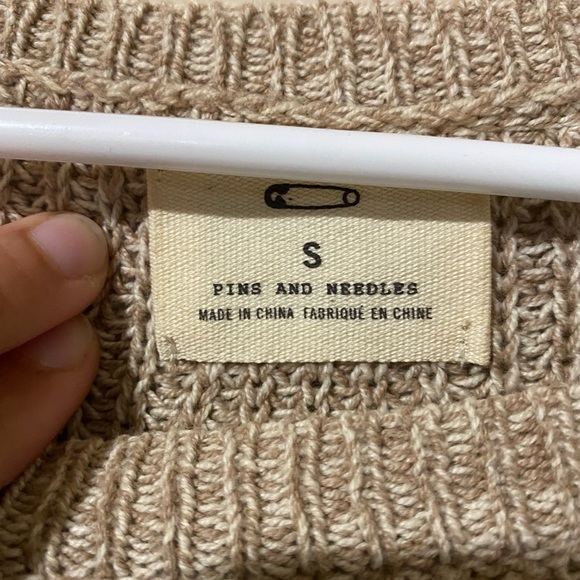 S
PINS AND NEEDLES
MADE IN CHINA FABRIQUÉ EN CHINE